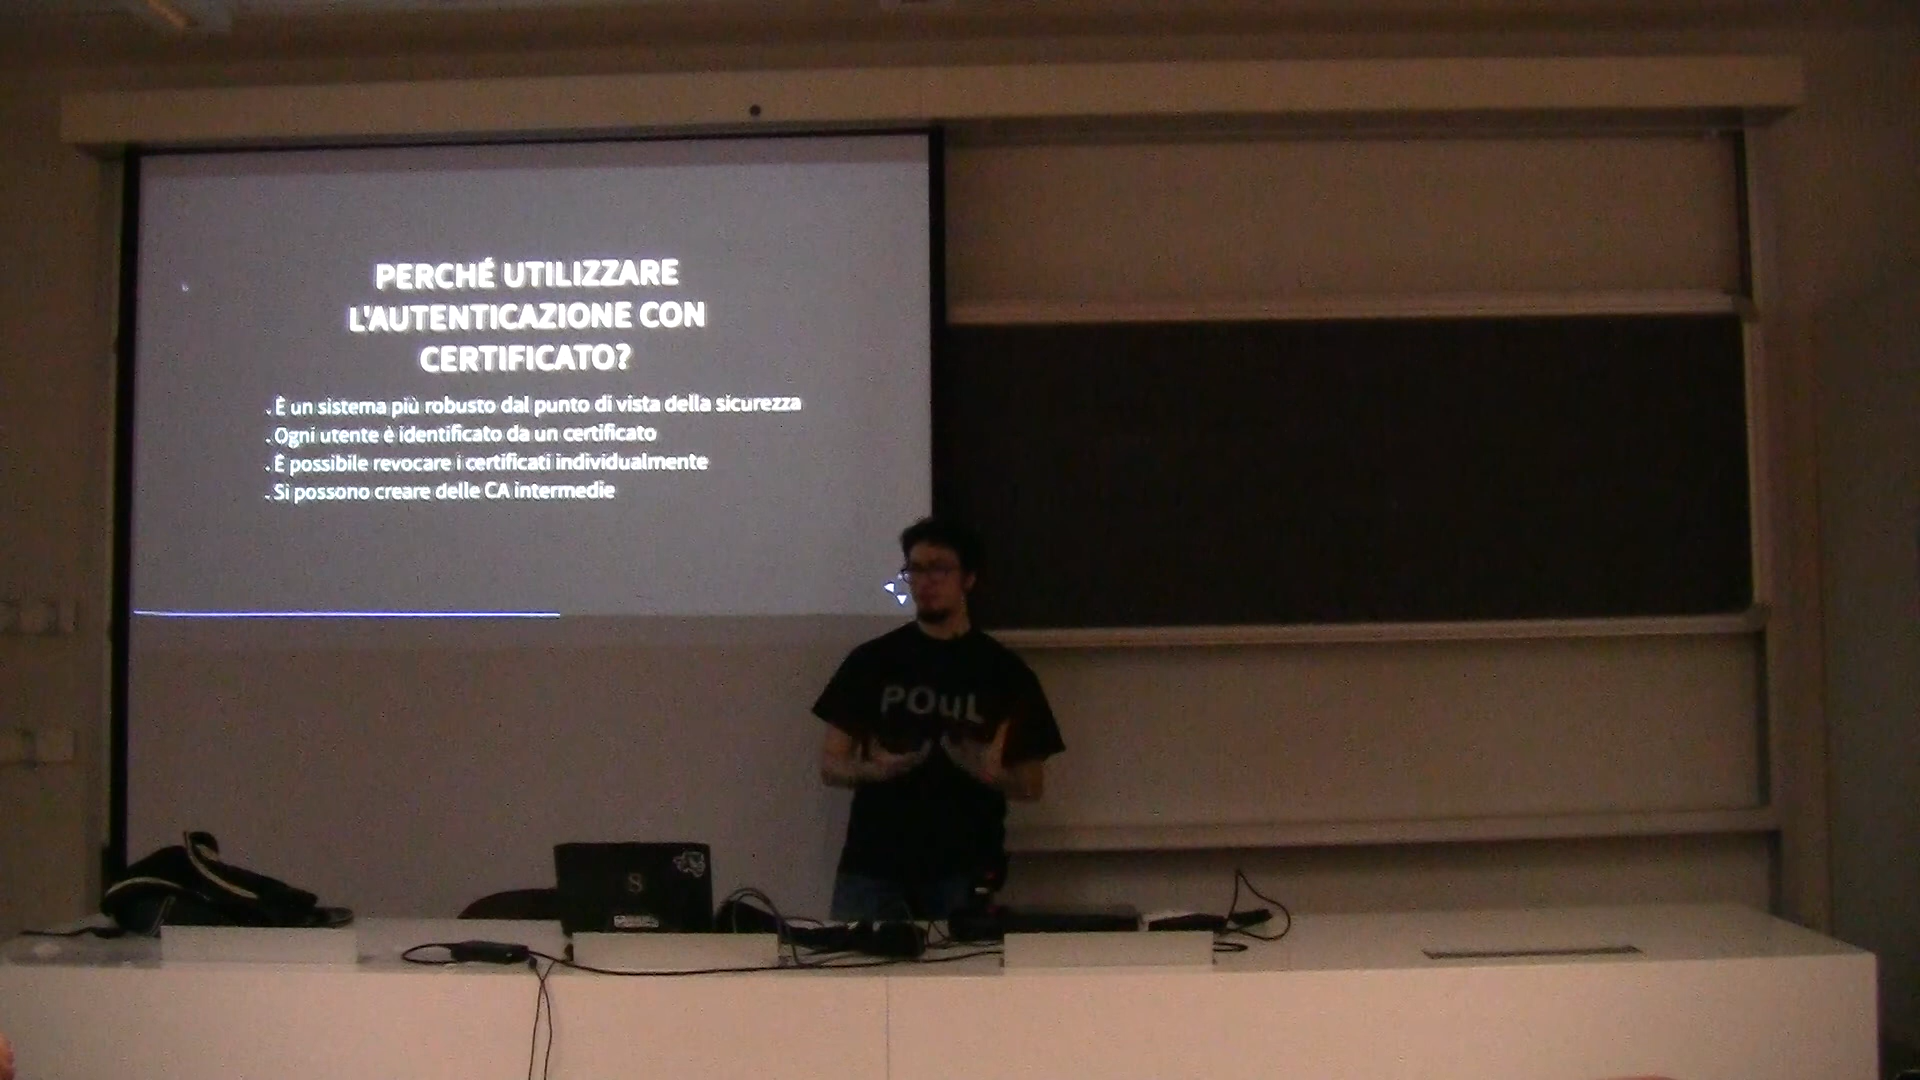 PERCHÉ UTILIZZARE
L'AUTENTICAZIONE CON
CERTIFICATO?
È un sistema più robusto dal punto di vista della sicurezza
Ogni utente è identificato da un certificato
È possibile revocare i certificati individualmente
Si possono creare delle CA intermedie
POuL